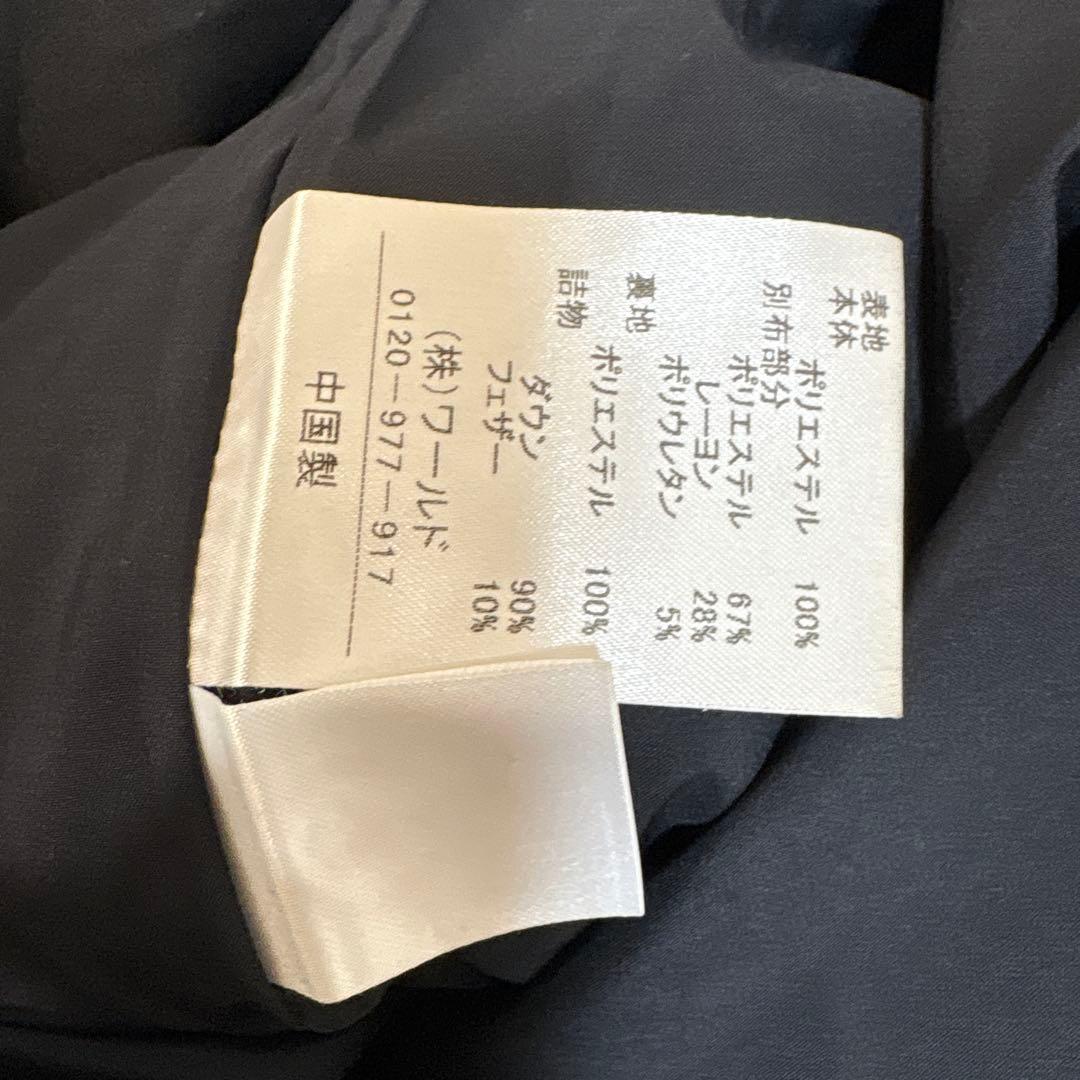 表地
本体
ポリエステル 100%
別布部分
ポリエステル 67%
レーヨン 28%
ポリウレタン 5%
裏地
ポリエステル 100%
詰物
ダウン 90%
フェザー 10%
(株)ワールド
0120-977-917
中国製